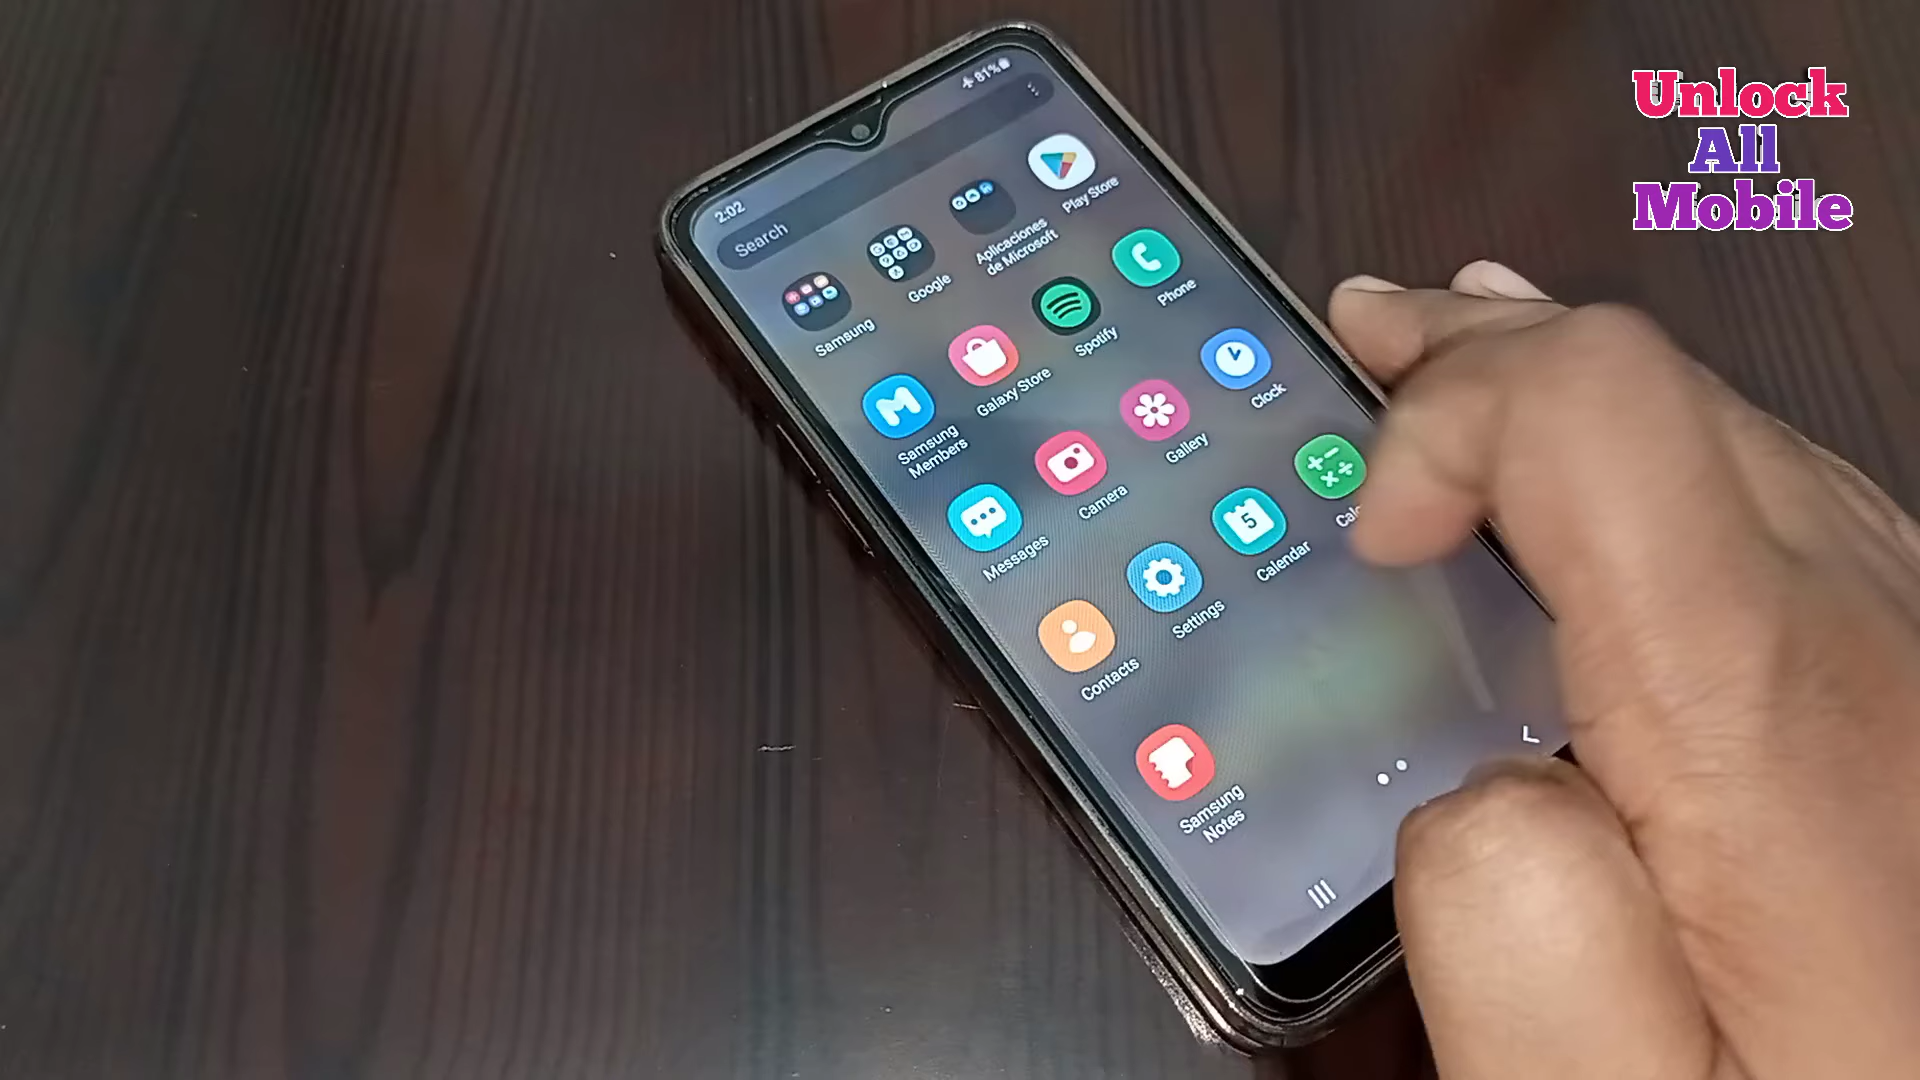 Unlock
All
Mobile
2:02
81%
Search
Samsung
Google
Aplicaciones
de Microsoft
Play Store
Samsung
Members
Galaxy Store
Spotify
Phone
Messages
Camera
Gallery
Clock
Contacts
Settings
5
Calendar
Calc
Samsung
Notes